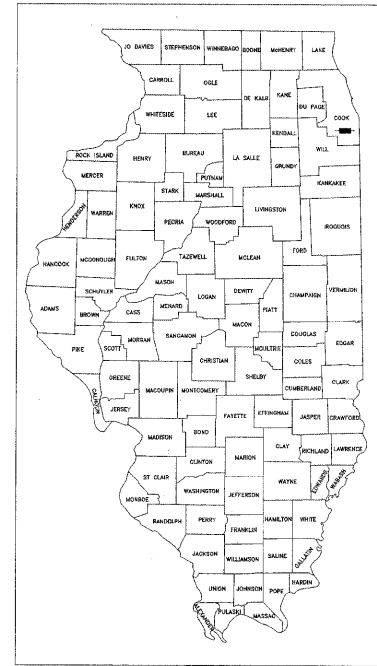 JO DAVIES STEPHENSON WINNEBAGO BOONE McHENRY LAKE
CARROLL OGLE DE KALB KANE
DU PAGE COOK
WHITESIDE LEE
KENDALL WILL
ROCK ISLAND HENRY BUREAU LA SALLE GRUNDY
MERCER PUTNAM KANKAKEE
STARK MARSHALL
HENDERSON WARREN KNOX PEORIA WOODFORD LIVINGSTON IROQUOIS
HANCOCK MCDONOUGH FULTON TAZEWELL MCLEAN FORD
MASON
SCHUYLER LOGAN DEWITT CHAMPAIGN VERMILION
ADAMS BROWN CASS MENARD PIATT
MACON
PIKE SCOTT MORGAN SANGAMON DOUGLAS EDGAR
CHRISTIAN MOULTRIE COLES
GREENE SHELBY CLARK
CALHOUN MACOUPIN MONTGOMERY CUMBERLAND
JERSEY FAYETTE EFFINGHAM JASPER CRAWFORD
BOND
MADISON CLAY RICHLAND LAWRENCE
MARION
CLINTON
ST CLAIR WAYNE EDWARDS WABASH
WASHINGTON JEFFERSON
MONROE
RANDOLPH PERRY HAMILTON WHITE
FRANKLIN
JACKSON WILLIAMSON SALINE GALLATIN
HARDIN
UNION JOHNSON POPE
ALEXANDER PULASKI MASSAC